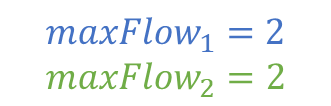 maxFlow₁ = 2
maxFlow₂ = 2